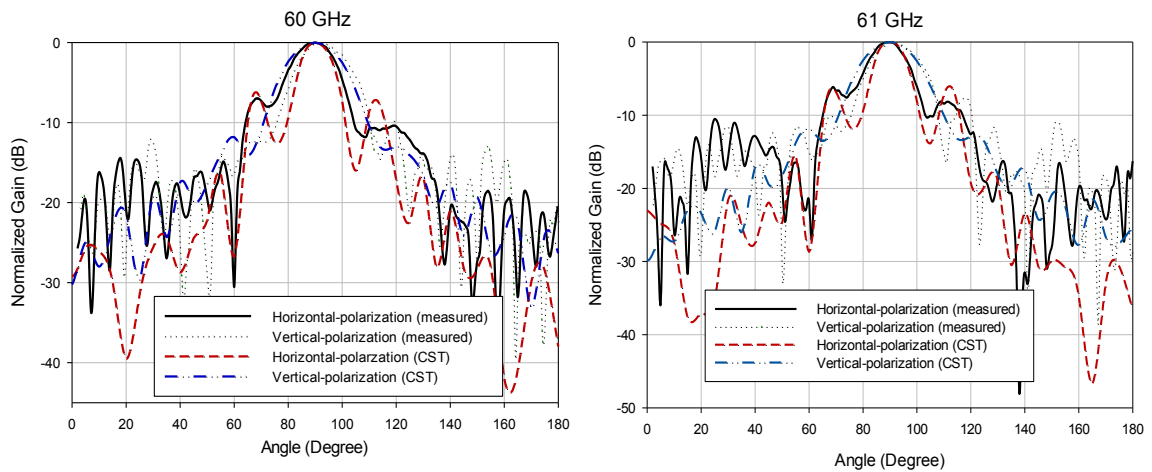 60 GHz
0
-10
-20
-30
-40
Normalized Gain (dB)
Horizontal-polarization (measured)
Vertical-polarization (measured)
Horizontal-polarzation (CST)
Vertical-polarization (CST)
0 20 40 60 80 100 120 140 160 180
Angle (Degree)
61 GHz
0
-10
-20
-30
-40
-50
Normalized Gain (dB)
Horizontal-polarization (measured)
Vertical-polarization (measured)
Horizontal-polarzation (CST)
Vertical-polarization (CST)
0 20 40 60 80 100 120 140 160 180
Angle (Degree)